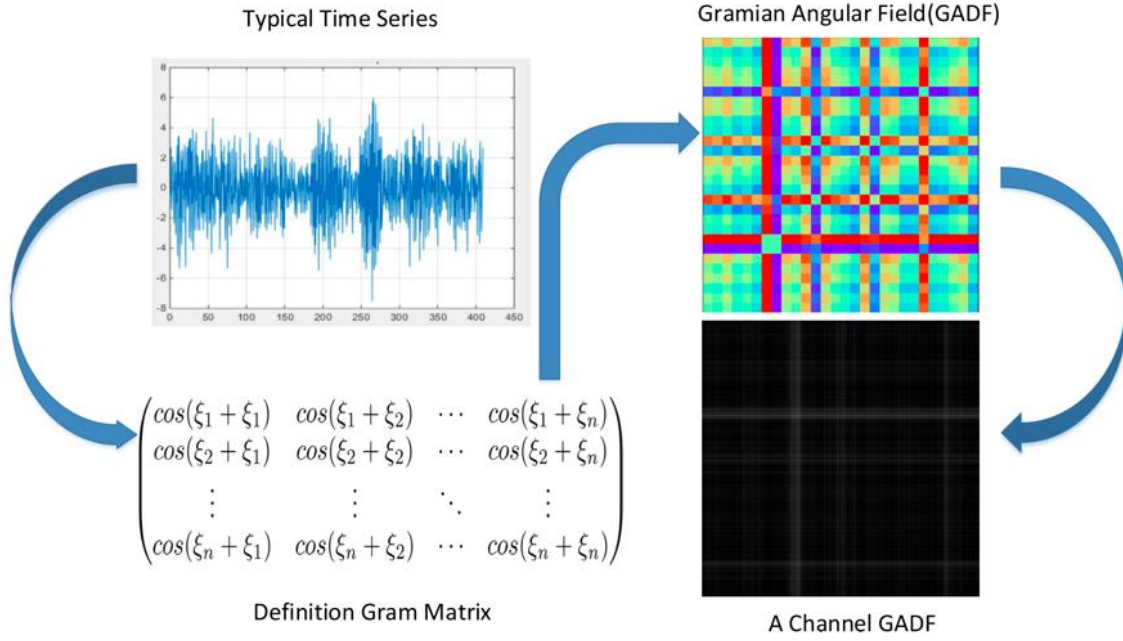 Typical Time Series
8
6
4
2
0
-2
-4
-6
-8
0 50 100 150 200 250 300 350 400 450
cos(ξ₁ + ξ₁) cos(ξ₁ + ξ₂) ⋯ cos(ξ₁ + ξₙ)
cos(ξ₂ + ξ₁) cos(ξ₂ + ξ₂) ⋯ cos(ξ₂ + ξₙ)
⋮ ⋮ ⋱ ⋮
cos(ξₙ + ξ₁) cos(ξₙ + ξ₂) ⋯ cos(ξₙ + ξₙ)
Definition Gram Matrix
Gramian Angular Field(GADF)
A Channel GADF